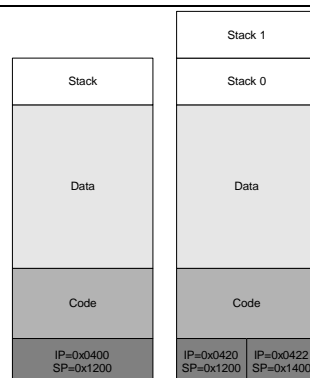 Stack
Data
Code
IP=0x0400
SP=0x1200
Stack 1
Stack 0
Data
Code
IP=0x0420
SP=0x1200
IP=0x0422
SP=0x1400